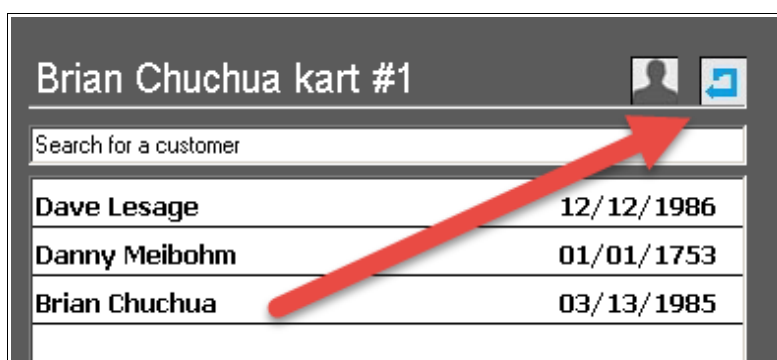 Brian Chuchua kart #1
Search for a customer
Dave Lesage 12/12/1986
Danny Meibohm 01/01/1753
Brian Chuchua 03/13/1985